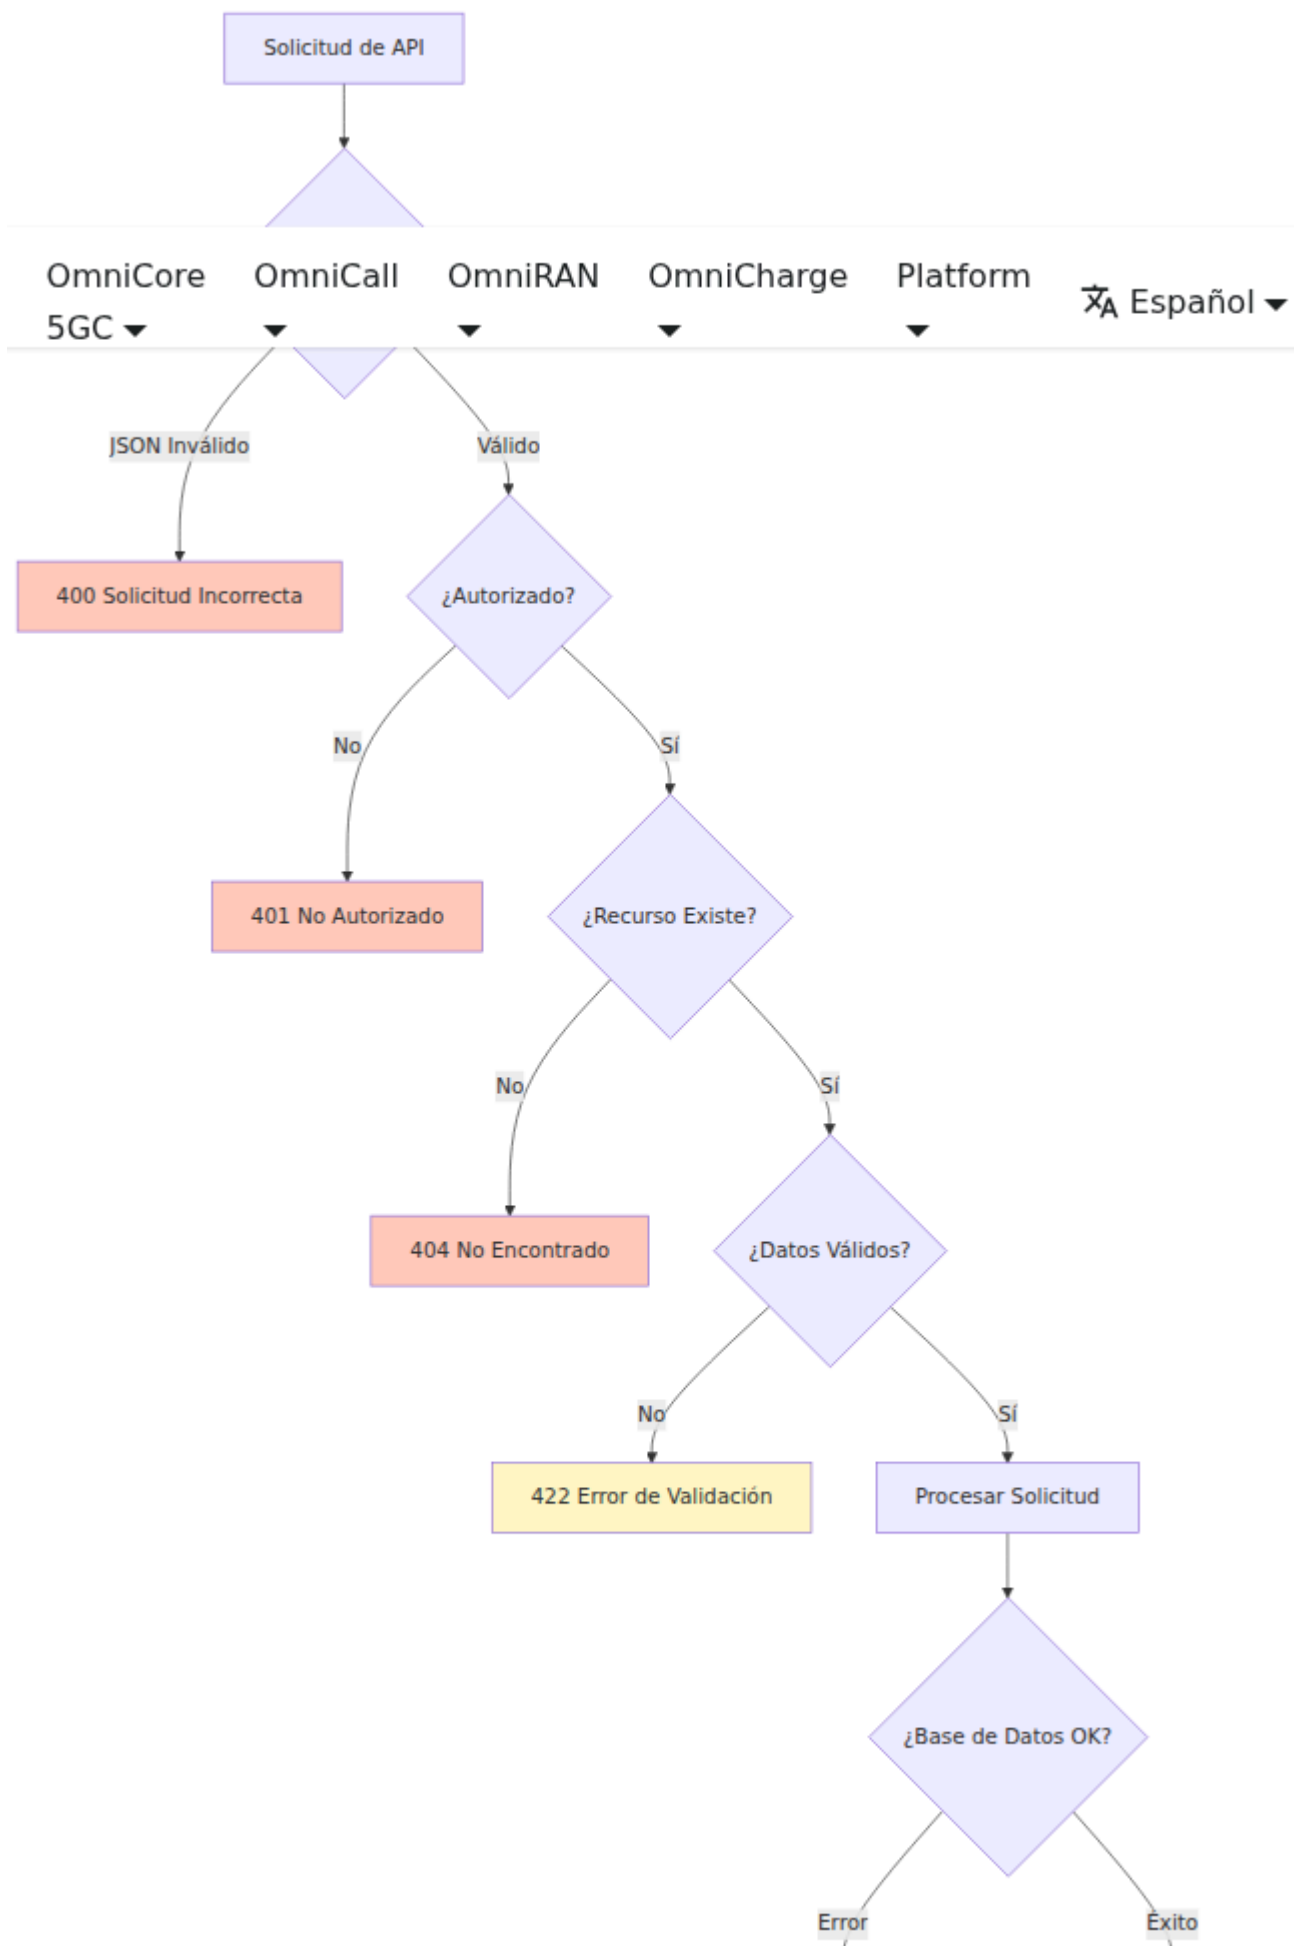 Solicitud de API
OmniCore OmniCall OmniRAN OmniCharge Platform
Español
5GC
JSON Inválido Válido
400 Solicitud Incorrecta ¿Autorizado?
No Sí
401 No Autorizado ¿Recurso Existe?
No Sí
404 No Encontrado ¿Datos Válidos?
No Sí
422 Error de Validación Procesar Solicitud
¿Base de Datos OK?
Error Éxito